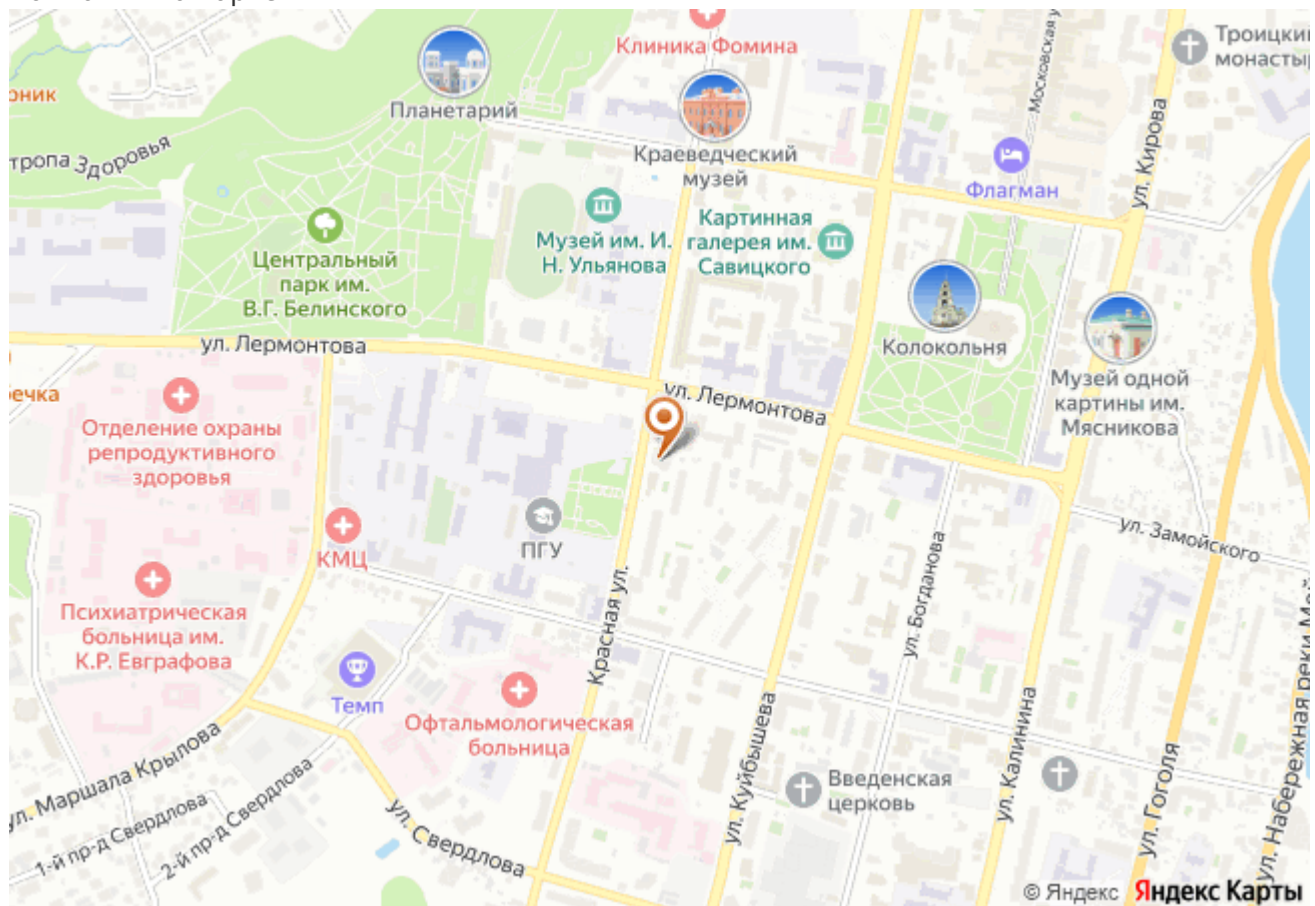 Клиника Фомина
Троицкий
монастырь
Планетарий
рник
Московская у
Краеведческий
музей
тропа Здоровья
ул. Кирова
Флагман
Картинная
галерея им.
Савицкого
Музей им. И.
Н. Ульянова
Центральный
парк им.
В.Г. Белинского
ул. Лермонтова
Колокольня
Музей одной
картины им.
Мясникова
ечка
ул. Лермонтова
Отделение охраны
репродуктивного
здоровья
ПГУ
КМЦ
ул. Замойского
ул. Богданова
Психиатрическая
больница им.
К.Р. Евграфова
Красная ул.
Темп
Офтальмологическая
больница
ул. Маршала Крылова
ул. Куйбышева
ул. Калинина
Введенская
церковь
ул. Гоголя
ул. Набережная реки Мой
1-й пр-д Свердлова
2-й пр-д Свердлова
ул. Свердлова
© Яндекс Яндекс Карты